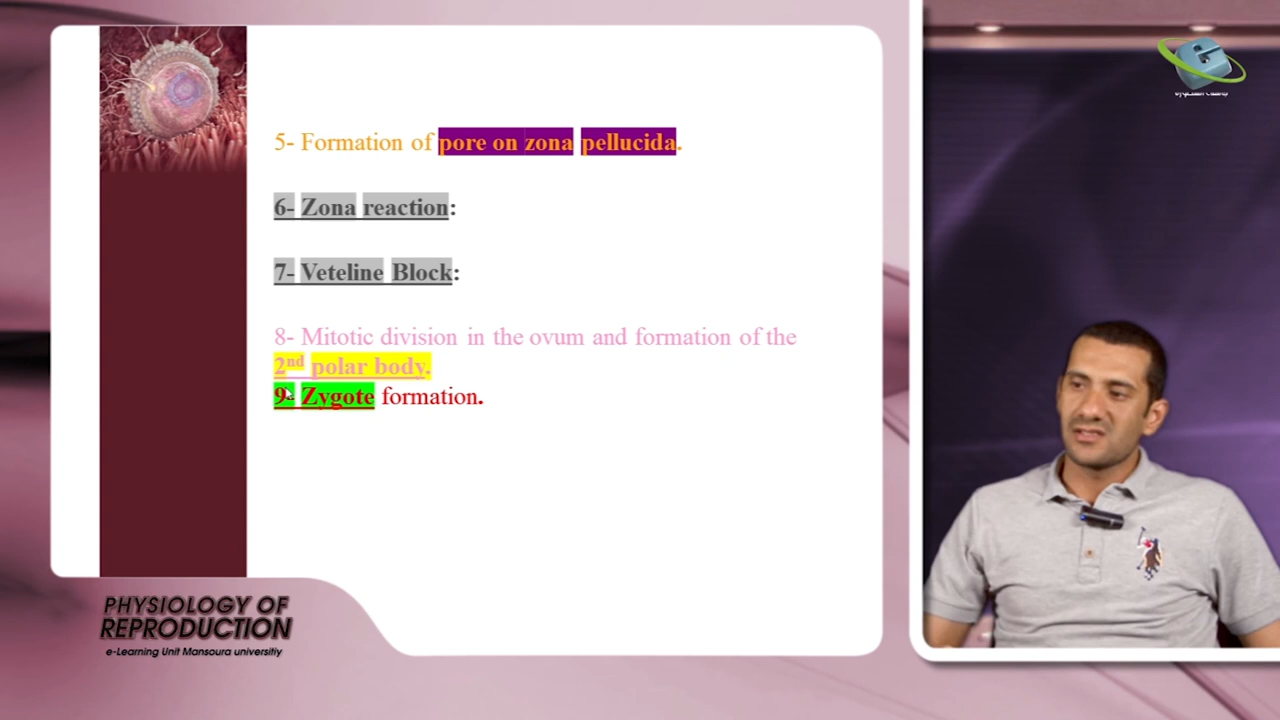 5- Formation of pore on zona pellucida.
6- Zona reaction:
7- Veteline Block:
8- Mitotic division in the ovum and formation of the
2nd polar body.
9- Zygote formation.
PHYSIOLOGY OF
REPRODUCTION
e-Learning Unit Mansoura universitiy